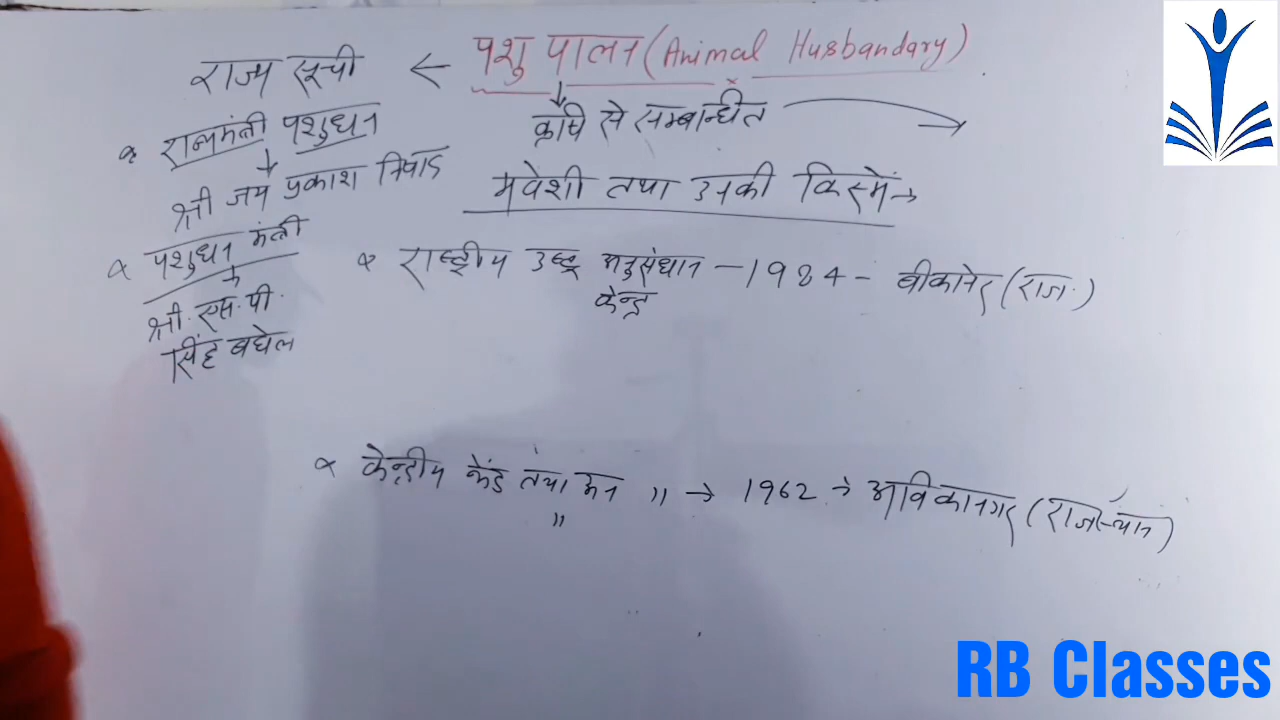 राज्य सूची ← पशु पालन (Animal Husbandary)
कृषि से सम्बन्धित →
* राज्यमंत्री पशुधन
↓
श्री जय प्रकाश निषाद
मवेशी तथा उनकी किस्में →
* पशुधन मंत्री
श्री. एस. पी.
सिंह बघेल
* राष्ट्रीय उष्ट्र अनुसंधान – 1984 – बीकानेर (राज.)
केन्द्र
* केन्द्रीय भेंड तथा ऊन " → 1962 → अविकानगर (राजस्थान)
"
RB Classes